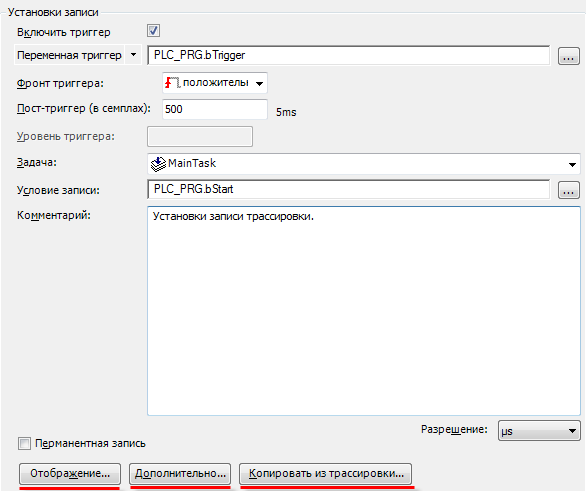 Установки записи
Включить триггер
Переменная триггер PLC_PRG.bTrigger ...
Фронт триггера: положительы
Пост-триггер (в семплах): 500 5ms
Уровень триггера:
Задача: MainTask
Условие записи: PLC_PRG.bStart ...
Комментарий: Установки записи трассировки.
Разрешение: µs
Перманентная запись
Отображение... Дополнительно... Копировать из трассировки...